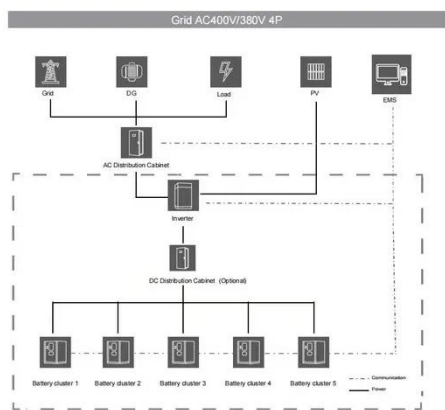 Grid AC400V/380V 4P
Grid
DG
Load
PV
EMS
AC Distribution Cabinet
Inverter
DC Distribution Cabinet (Optional)
Battery cluster 1
Battery cluster 2
Battery cluster 3
Battery cluster 4
Battery cluster 5
Communication
Power